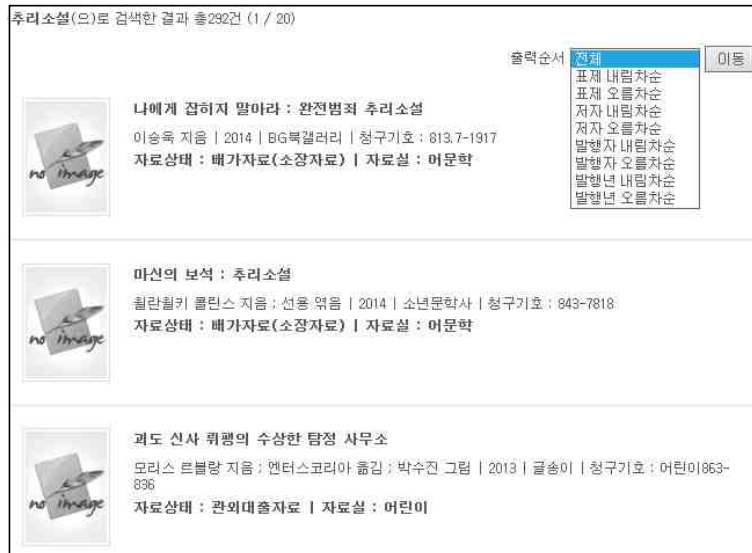 추리소설(으)로 검색한 결과 총292건 (1 / 20)
출력순서 전체 이동
표제 내림차순
표제 오름차순
저자 내림차순
저자 오름차순
발행자 내림차순
발행자 오름차순
발행년 내림차순
발행년 오름차순
no image
나에게 잡히지 말아라 : 완전범죄 추리소설
이승욱 지음 | 2014 | BG북갤러리 | 청구기호 : 813.7-1917
자료상태 : 배가자료(소장자료) | 자료실 : 어문학
no image
마신의 보석 : 추리소설
윌란윌키 콜린스 지음 ; 선용 엮음 | 2014 | 소년문학사 | 청구기호 : 843-7818
자료상태 : 배가자료(소장자료) | 자료실 : 어문학
no image
괴도 신사 뤼팽의 수상한 탐정 사무소
모리스 르블랑 지음 ; 엔터스코리아 옮김 ; 박수진 그림 | 2013 | 글송이 | 청구기호 : 어린이863-
836
자료상태 : 관외대출자료 | 자료실 : 어린이